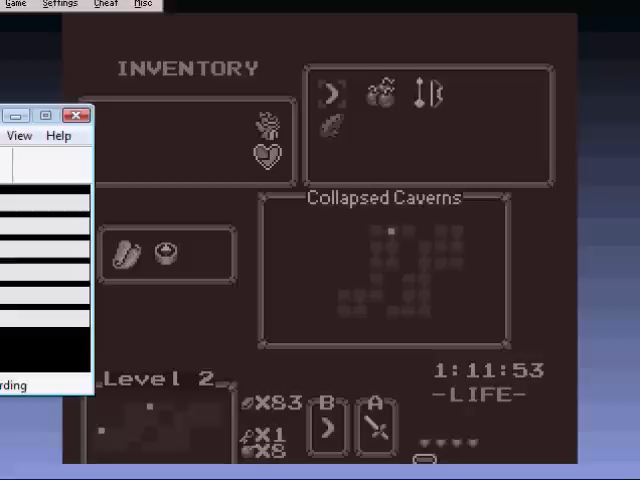 Game Settings Cheat Misc
INVENTORY
View Help
Collapsed Caverns
rding
Level 2
1:11:53
-LIFE-
X83
B A
X1
X8